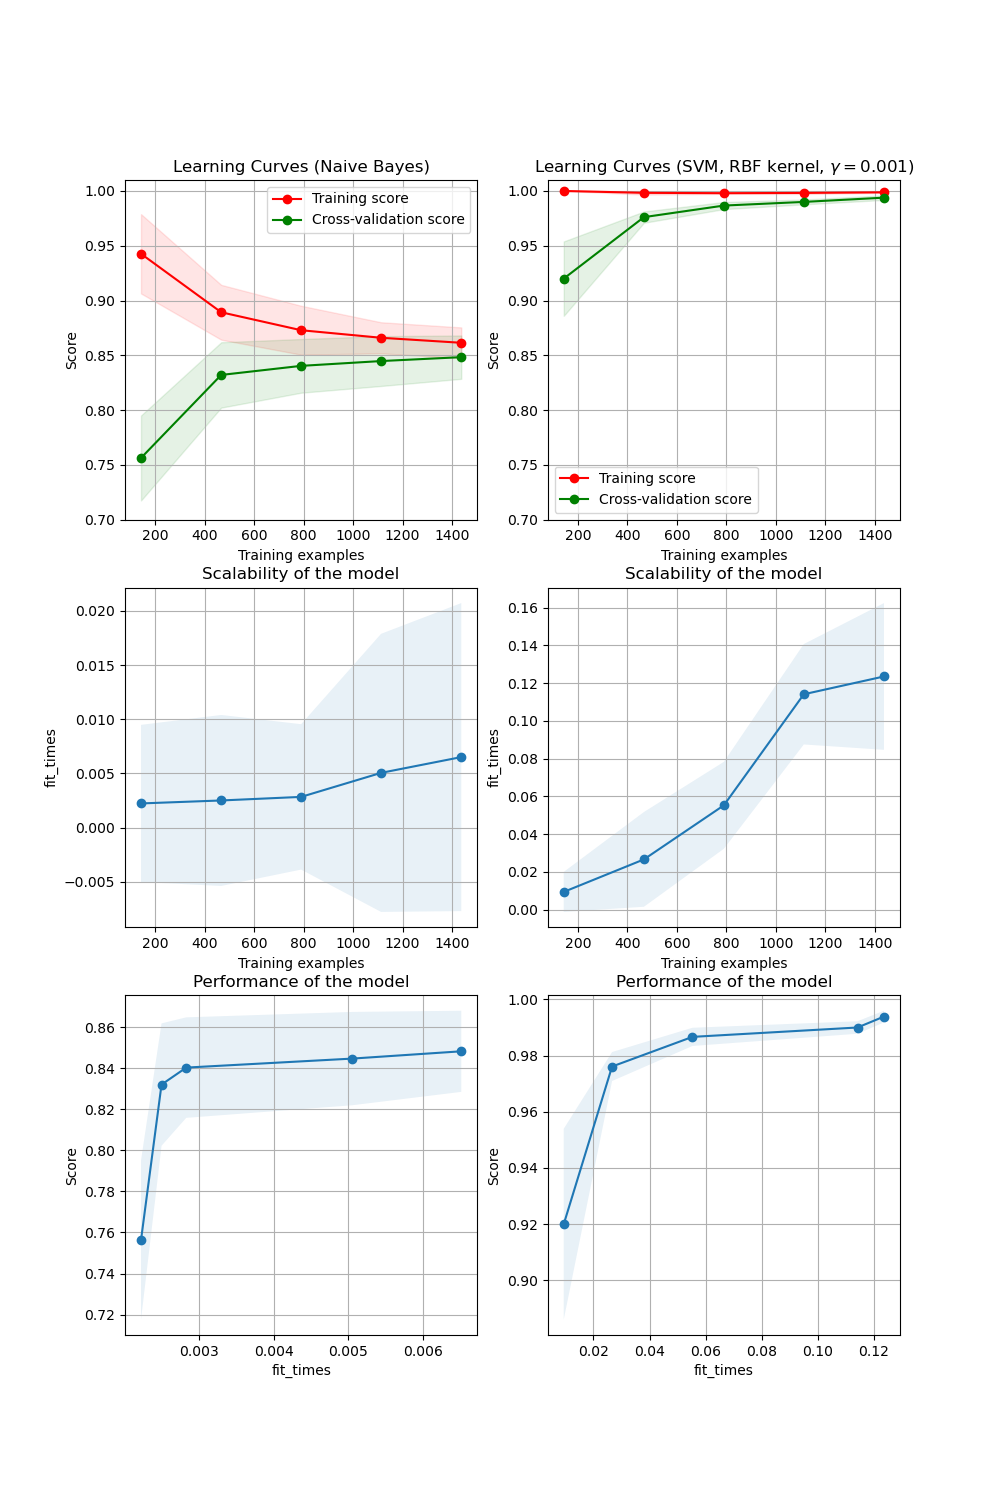 Learning Curves (Naive Bayes)
1.00
0.95
0.90
0.85
0.80
0.75
0.70
Score
Training score
Cross-validation score
200 400 600 800 1000 1200 1400
Training examples
Learning Curves (SVM, RBF kernel, γ = 0.001)
1.00
0.95
0.90
0.85
0.80
0.75
0.70
Score
Training score
Cross-validation score
200 400 600 800 1000 1200 1400
Training examples
Scalability of the model
0.020
0.015
0.010
0.005
0.000
−0.005
fit_times
200 400 600 800 1000 1200 1400
Training examples
Scalability of the model
0.16
0.14
0.12
0.10
0.08
0.06
0.04
0.02
0.00
fit_times
200 400 600 800 1000 1200 1400
Training examples
Performance of the model
0.86
0.84
0.82
0.80
0.78
0.76
0.74
0.72
Score
0.003 0.004 0.005 0.006
fit_times
Performance of the model
1.00
0.98
0.96
0.94
0.92
0.90
Score
0.02 0.04 0.06 0.08 0.10 0.12
fit_times